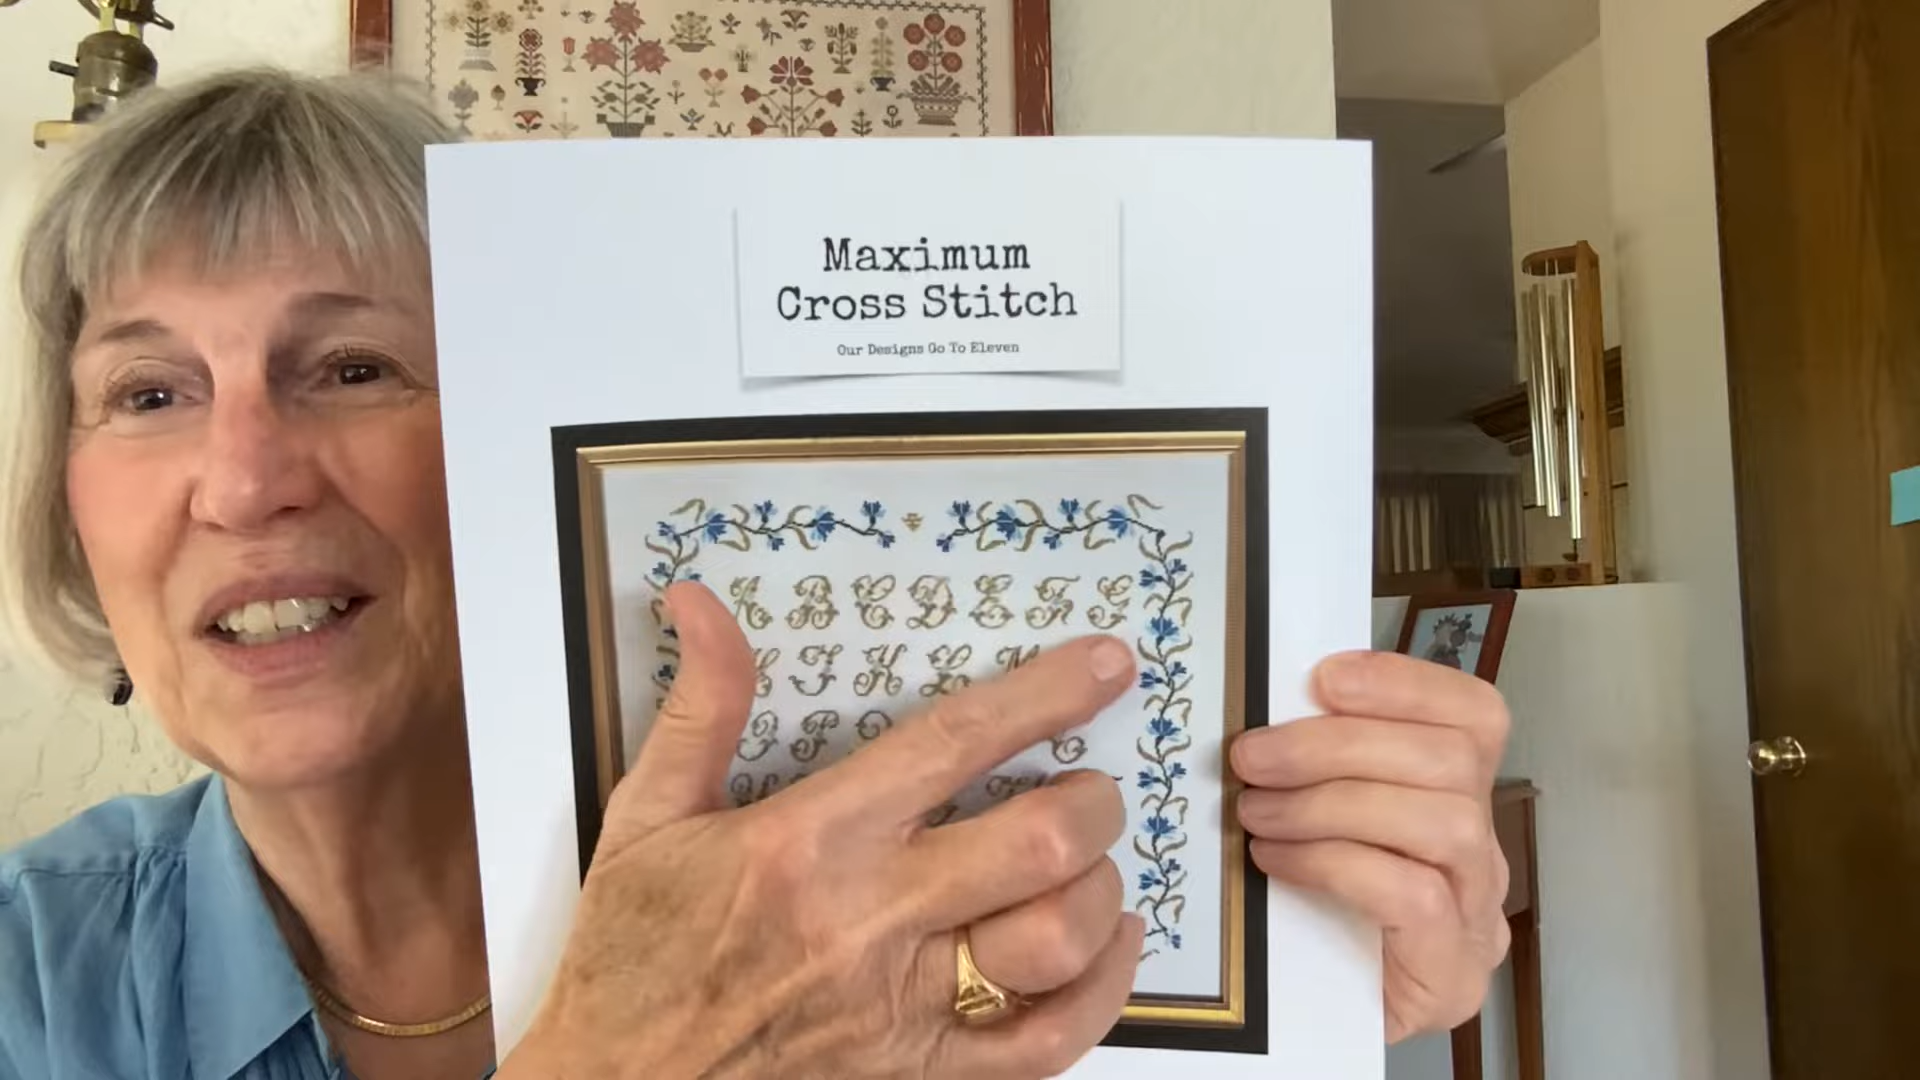 Maximum
Cross Stitch
Our Designs Go To Eleven
A B C D E F G
J K L M